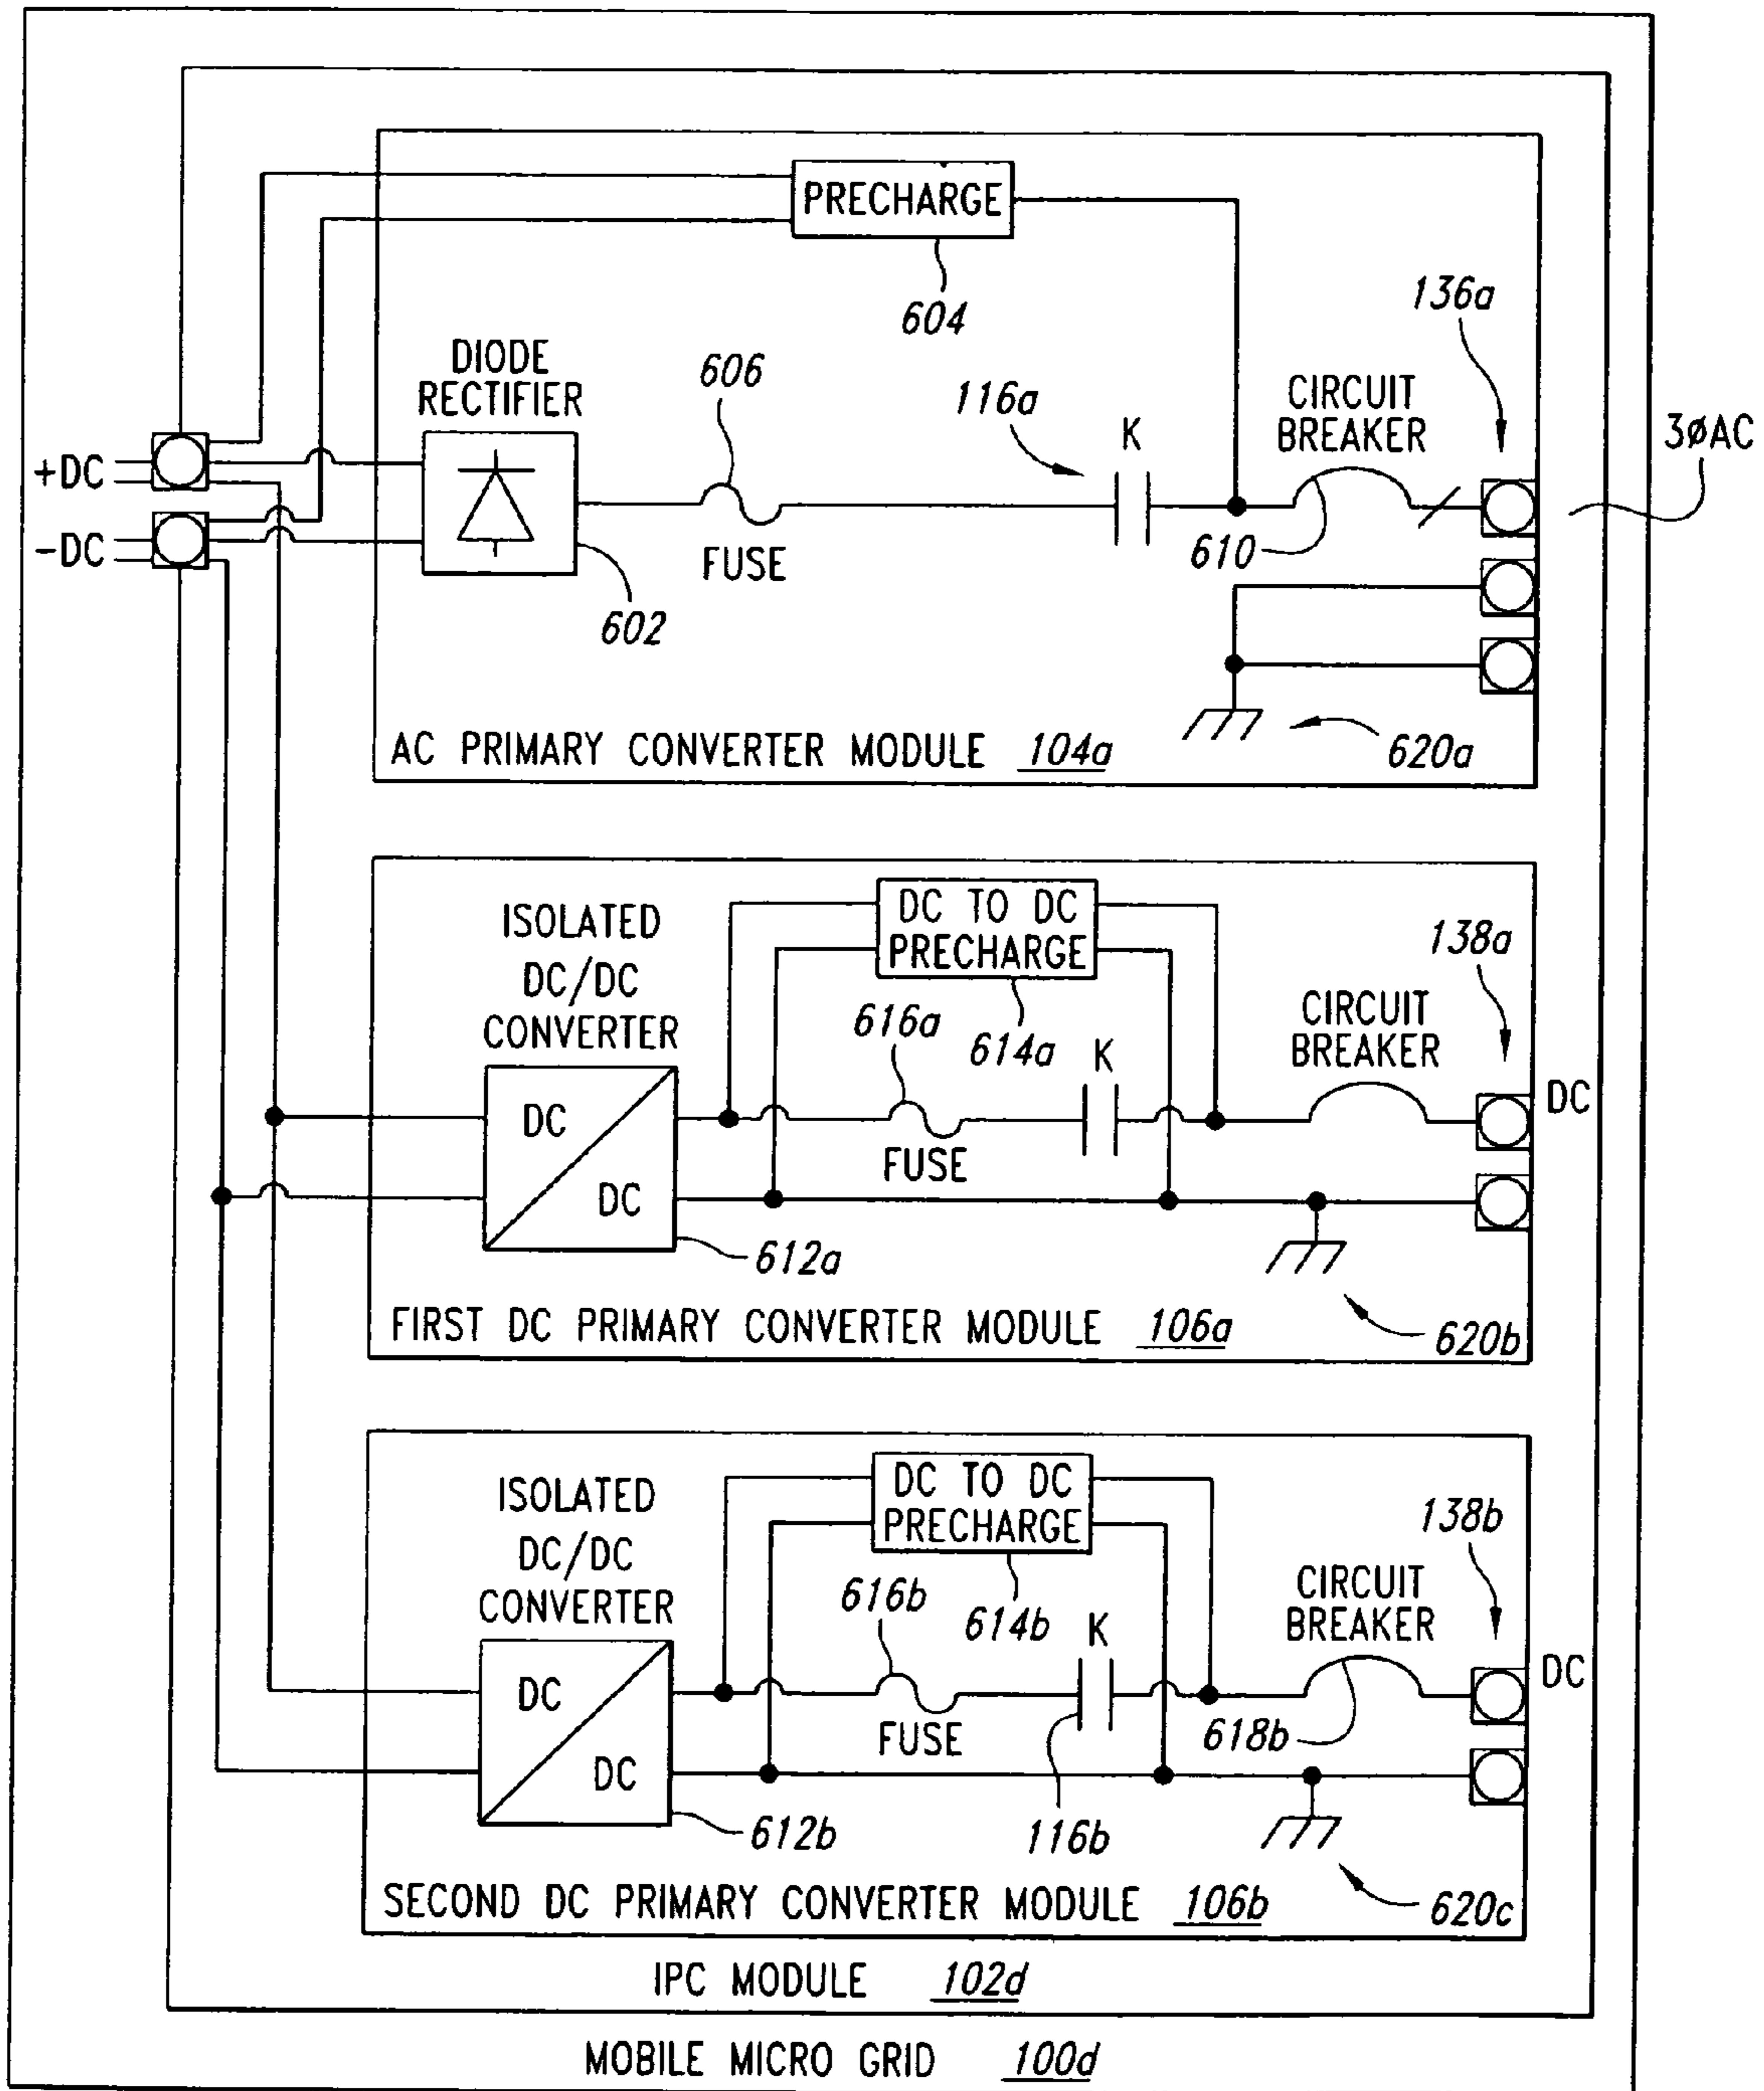 PRECHARGE
604
136a
DIODE
RECTIFIER
606
116a
K
CIRCUIT
BREAKER
3øAC
+DC
-DC
FUSE
610
602
620a
AC PRIMARY CONVERTER MODULE 104a
ISOLATED
DC/DC
CONVERTER
DC TO DC
PRECHARGE
138a
616a
614a
K
CIRCUIT
BREAKER
DC
DC
DC
FUSE
612a
620b
FIRST DC PRIMARY CONVERTER MODULE 106a
ISOLATED
DC/DC
CONVERTER
DC TO DC
PRECHARGE
138b
616b
614b
K
CIRCUIT
BREAKER
DC
DC
DC
FUSE
618b
612b
116b
620c
SECOND DC PRIMARY CONVERTER MODULE 106b
IPC MODULE 102d
MOBILE MICRO GRID 100d